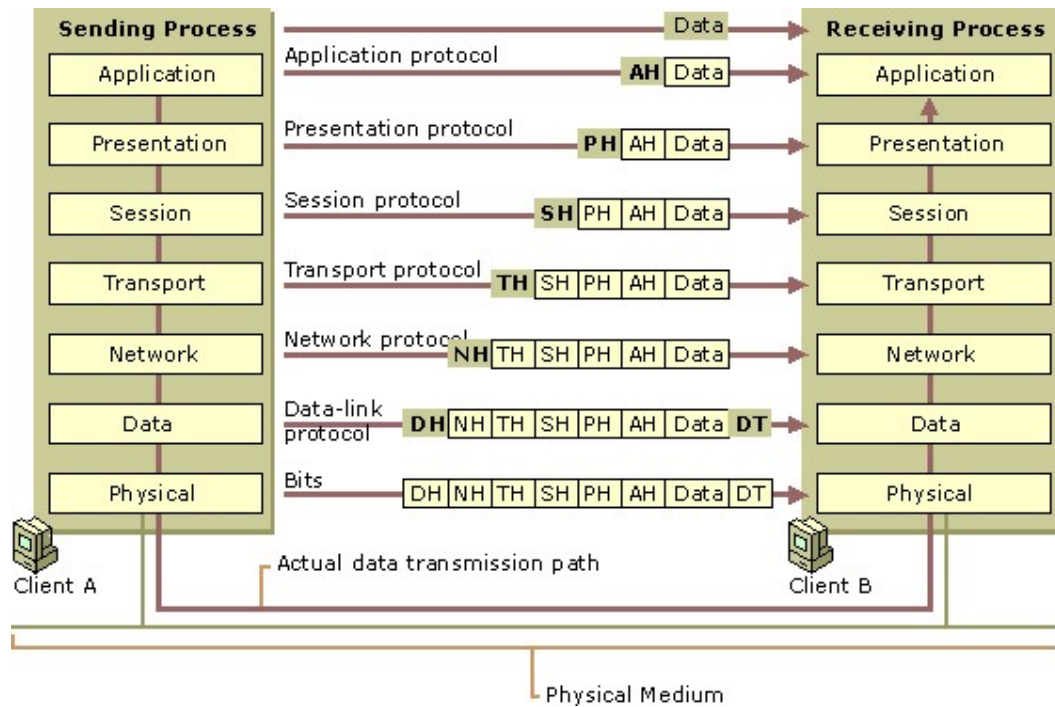 Sending Process
Data
Receiving Process
Application
Application protocol
AH Data
Application
Presentation
Presentation protocol
PH AH Data
Presentation
Session
Session protocol
SH PH AH Data
Session
Transport
Transport protocol
TH SH PH AH Data
Transport
Network
Network protocol
NH TH SH PH AH Data
Network
Data
Data-link
protocol
DH NH TH SH PH AH Data DT
Data
Physical
Bits
DH NH TH SH PH AH Data DT
Physical
Client A
Actual data transmission path
Client B
Physical Medium